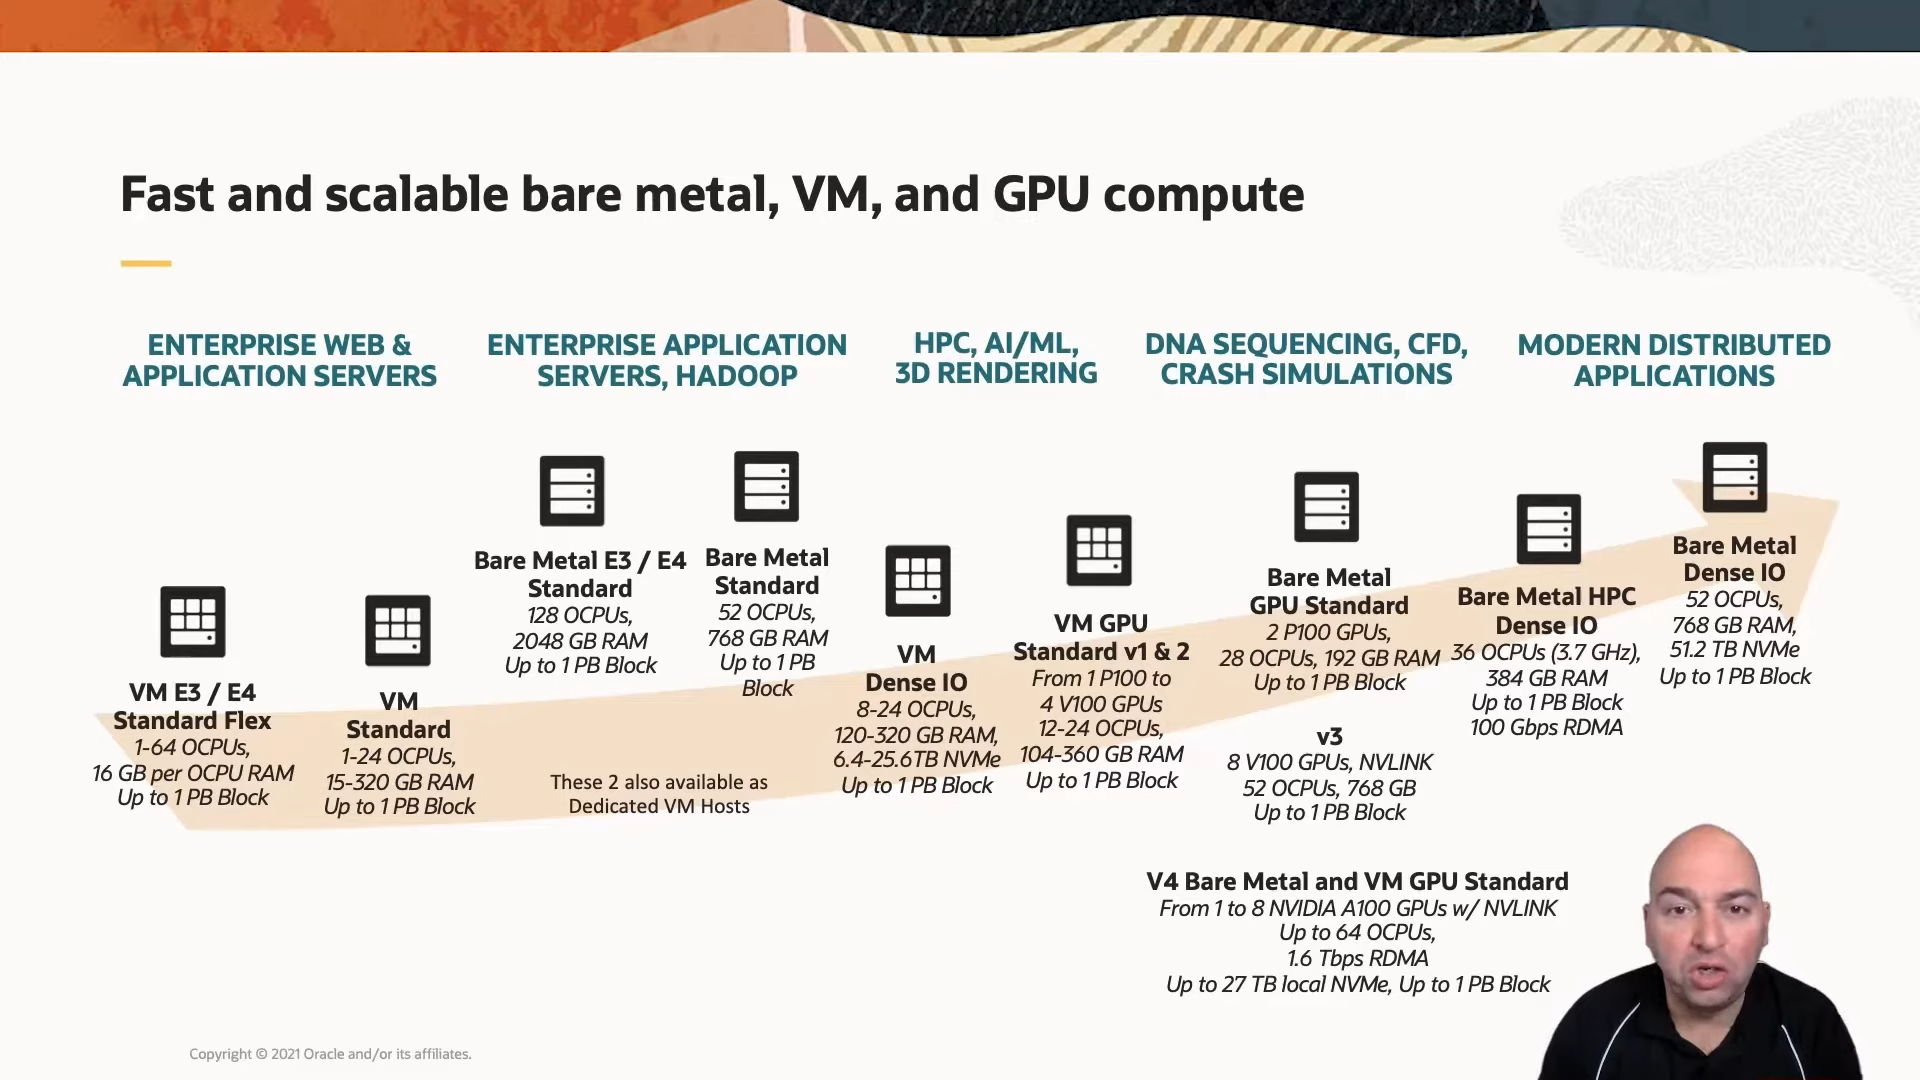 Fast and scalable bare metal, VM, and GPU compute
ENTERPRISE WEB &
APPLICATION SERVERS
ENTERPRISE APPLICATION
SERVERS, HADOOP
HPC, AI/ML,
3D RENDERING
DNA SEQUENCING, CFD,
CRASH SIMULATIONS
MODERN DISTRIBUTED
APPLICATIONS
VM E3 / E4
Standard Flex
1-64 OCPUs,
16 GB per OCPU RAM
Up to 1 PB Block
VM
Standard
1-24 OCPUs,
15-320 GB RAM
Up to 1 PB Block
Bare Metal E3 / E4
Standard
128 OCPUs,
2048 GB RAM
Up to 1 PB Block
Bare Metal
Standard
52 OCPUs,
768 GB RAM
Up to 1 PB
Block
These 2 also available as
Dedicated VM Hosts
VM
Dense IO
8-24 OCPUs,
120-320 GB RAM,
6.4-25.6TB NVMe
Up to 1 PB Block
VM GPU
Standard v1 & 2
From 1 P100 to
4 V100 GPUs
12-24 OCPUs,
104-360 GB RAM
Up to 1 PB Block
Bare Metal
GPU Standard
2 P100 GPUs,
28 OCPUs, 192 GB RAM
Up to 1 PB Block
v3
8 V100 GPUs, NVLINK
52 OCPUs, 768 GB
Up to 1 PB Block
Bare Metal HPC
Dense IO
36 OCPUs (3.7 GHz),
384 GB RAM
Up to 1 PB Block
100 Gbps RDMA
Bare Metal
Dense IO
52 OCPUs,
768 GB RAM,
51.2 TB NVMe
Up to 1 PB Block
V4 Bare Metal and VM GPU Standard
From 1 to 8 NVIDIA A100 GPUs w/ NVLINK
Up to 64 OCPUs,
1.6 Tbps RDMA
Up to 27 TB local NVMe, Up to 1 PB Block
Copyright © 2021 Oracle and/or its affiliates.